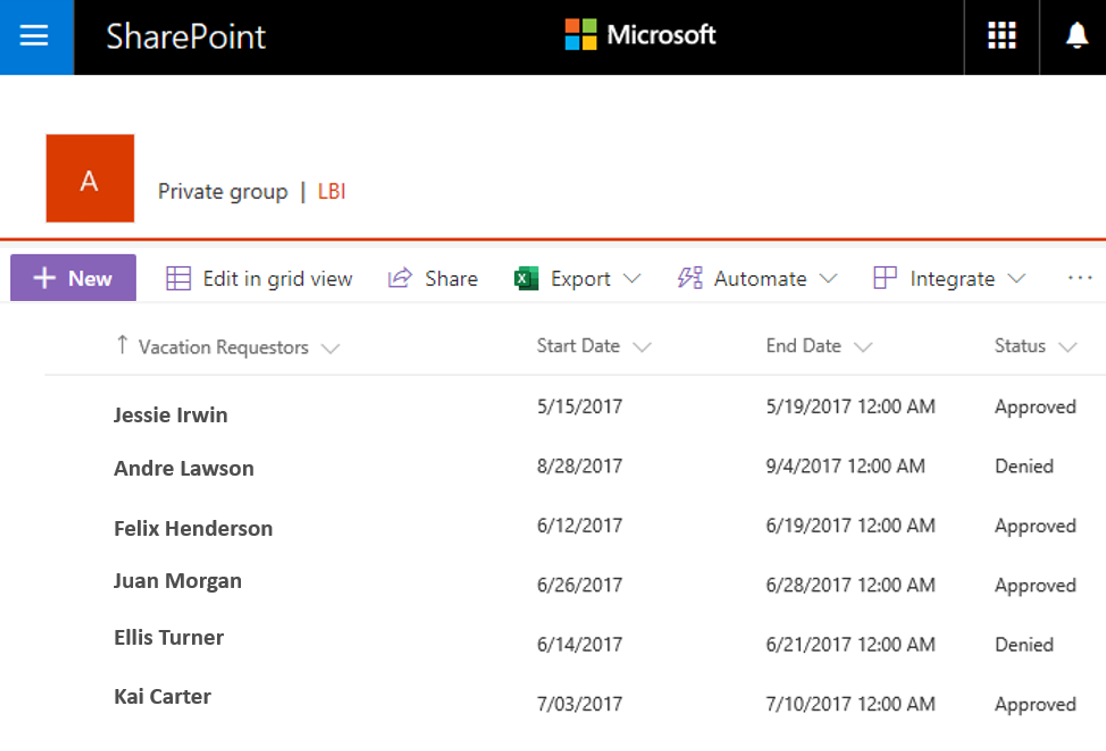 SharePoint Microsoft
A Private group | LBI
New Edit in grid view Share Export Automate Integrate ...
↑ Vacation Requestors Start Date End Date Status
Jessie Irwin 5/15/2017 5/19/2017 12:00 AM Approved
Andre Lawson 8/28/2017 9/4/2017 12:00 AM Denied
Felix Henderson 6/12/2017 6/19/2017 12:00 AM Approved
Juan Morgan 6/26/2017 6/28/2017 12:00 AM Approved
Ellis Turner 6/14/2017 6/21/2017 12:00 AM Denied
Kai Carter 7/03/2017 7/10/2017 12:00 AM Approved